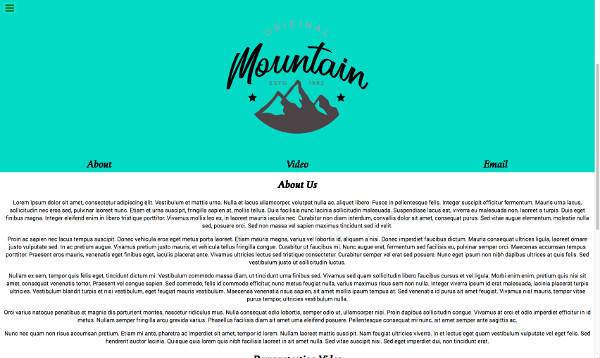 ORIGINAL
Mountain
ESTD 1982
About Video Email
About Us
Lorem ipsum dolor sit amet, consectetur adipiscing elit. Vestibulum et mattis urna. Nulla et lacus ullamcorper, volutpat nulla ac, aliquet libero. Fusce in pellentesque felis. Integer suscipit efficitur fermentum. Mauris urna lacus,
sollicitudin nec eros sed, pulvinar laoreet nunc. Etiam et urna suscipit, fringilla sapien at, mollis tellus. Duis facilisis nunc lacinia sollicitudin malesuada. Suspendisse lacus est, viverra eu malesuada non, laoreet a turpis. Duis eget
finibus magna. Integer eleifend enim in libero tristique porttitor. Vivamus mollis leo ex, in laoreet lacus mattis nec. Curabitur non diam interdum, convallis dolor sit amet, consequat purus. Sed vitae augue elementum, molestie nulla
sed, posuere orci. Sed non massa vel sapien maximus tincidunt sed id velit.
Proin ac sapien nec lacus tempus suscipit. Donec vehicula eros eget metus porta laoreet. Etiam mauris magna, varius vel lobortis id, aliquam a nisi. Donec imperdiet faucibus dictum. Mauris consequat ultrices ligula, laoreet
justo vulputate sed. In ac pretium augue. Vivamus pretium justo mauris, et vehicula tellus fringilla congue. Curabitur ut faucibus mi. Nunc augue erat, fermentum sed facilisis eu, pulvinar semper orci. Maecenas accumsan tempus
porttitor. Praesent eros mauris, venenatis eget finibus eget, iaculis placerat ante. Vivamus ultricies lectus sed tristique consectetur. Curabitur semper vel erat sed posuere. Nunc eget ipsum non nibh dapibus ultrices at quis felis. Sed
vestibulum justo ut sollicitudin luctus.
Nullam ex sem, tempor quis felis eget, tincidunt dictum mi. Vestibulum commodo massa diam, ut tincidunt urna finibus sed. Vivamus sed quam sollicitudin libero faucibus cursus et vel ligula. Morbi enim enim, pretium quis nisi sit
amet, consequat venenatis tortor. Praesent vel congue sapien. Sed commodo, felis id commodo efficitur, nunc metus feugiat nulla, varius maximus risus sem non nulla. Integer viverra ipsum id erat dapibus, vel laoreet turpis
ultricies. Vestibulum blandit turpis et nisi vestibulum, eget feugiat mauris vestibulum. Maecenas venenatis risus sapien, sit amet mollis ipsum tempus at. Sed venenatis id purus sit amet feugiat. Vivamus nisl mauris, tempor vitae
purus tempor, ultricies vestibulum nulla.
Orci varius natoque penatibus et magnis dis parturient montes, nascetur ridiculus mus. Nulla consequat odio lobortis, semper odio at, ullamcorper nisl. Proin dapibus sollicitudin congue. Vivamus at orci et odio imperdiet efficitur in id
metus. Nullam semper fringilla arcu gravida varius. Phasellus facilisis diam sit amet urna eleifend posuere. Pellentesque consequat mi nunc, sit amet semper ante sagittis ac.
Nunc nec quam non risus accumsan pretium. Etiam mi ante, pharetra ac imperdiet sit amet, tempor id lorem. Nullam laoreet mattis suscipit. Nam feugiat ultricies viverra. In et lectus eget quam vestibulum vulputate vel eget felis. Sed
hendrerit auctor lacinia. Quisque quis lorem quis nibh facilisis laoreet in sit amet nulla. Sed vitae suscipit nisi. Sed eget imperdiet dui, non tincidunt erat.